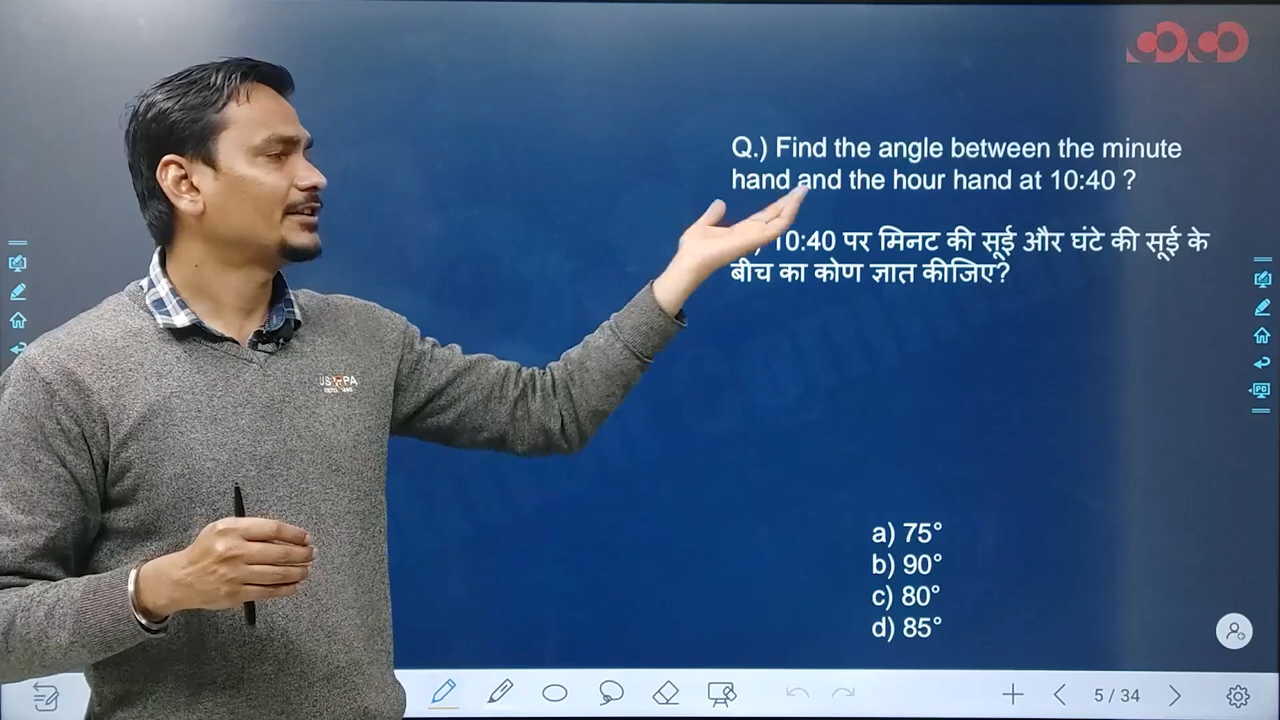 Q.) Find the angle between the minute
hand and the hour hand at 10:40 ?
10:40 पर मिनट की सूई और घंटे की सूई के
बीच का कोण ज्ञात कीजिए?
a) 75°
b) 90°
c) 80°
d) 85°
5 / 34